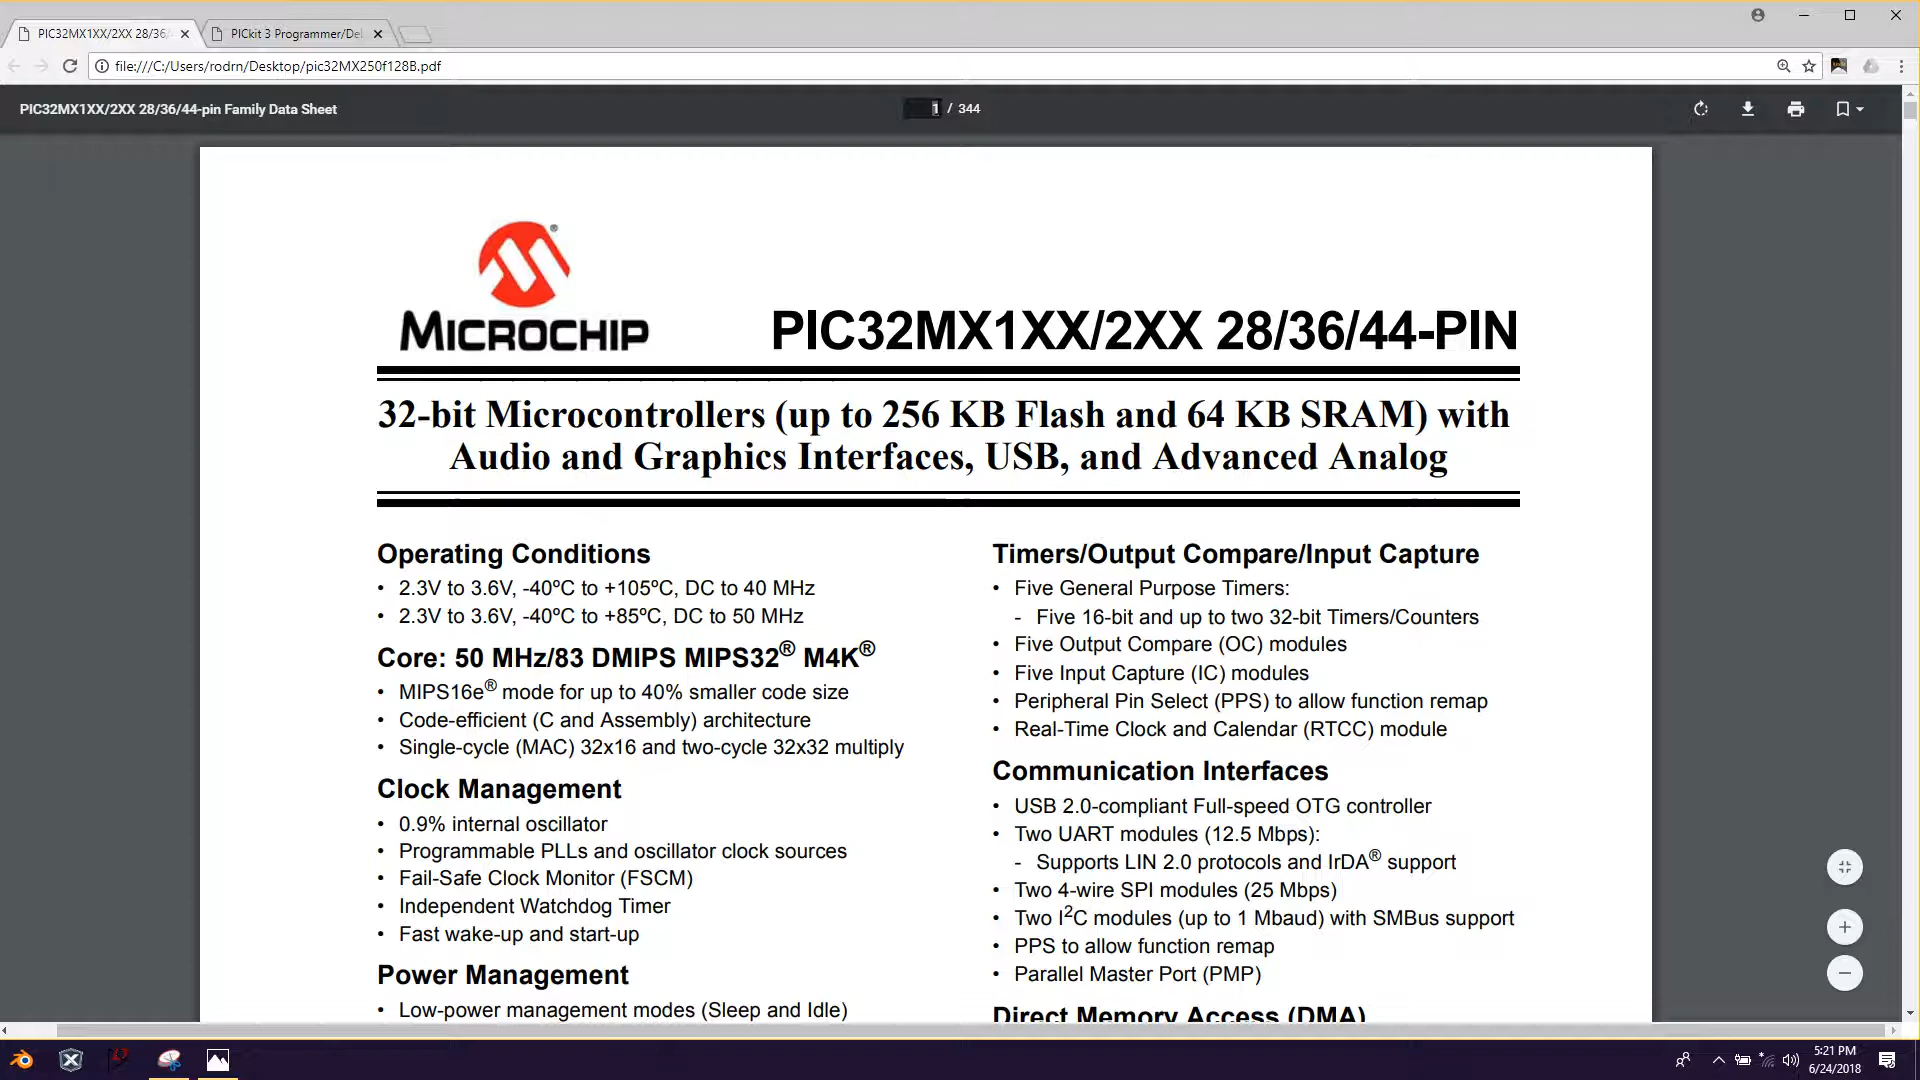 PIC32MX1XX/2XX 28/36/
PICkit 3 Programmer/De
file:///C:/Users/rodrn/Desktop/pic32MX250f128B.pdf
PIC32MX1XX/2XX 28/36/44-pin Family Data Sheet
1 / 344
MICROCHIP
PIC32MX1XX/2XX 28/36/44-PIN
32-bit Microcontrollers (up to 256 KB Flash and 64 KB SRAM) with
Audio and Graphics Interfaces, USB, and Advanced Analog
Operating Conditions
• 2.3V to 3.6V, -40ºC to +105ºC, DC to 40 MHz
• 2.3V to 3.6V, -40ºC to +85ºC, DC to 50 MHz
Core: 50 MHz/83 DMIPS MIPS32® M4K®
• MIPS16e® mode for up to 40% smaller code size
• Code-efficient (C and Assembly) architecture
• Single-cycle (MAC) 32x16 and two-cycle 32x32 multiply
Clock Management
• 0.9% internal oscillator
• Programmable PLLs and oscillator clock sources
• Fail-Safe Clock Monitor (FSCM)
• Independent Watchdog Timer
• Fast wake-up and start-up
Power Management
• Low-power management modes (Sleep and Idle)
Timers/Output Compare/Input Capture
• Five General Purpose Timers:
- Five 16-bit and up to two 32-bit Timers/Counters
• Five Output Compare (OC) modules
• Five Input Capture (IC) modules
• Peripheral Pin Select (PPS) to allow function remap
• Real-Time Clock and Calendar (RTCC) module
Communication Interfaces
• USB 2.0-compliant Full-speed OTG controller
• Two UART modules (12.5 Mbps):
- Supports LIN 2.0 protocols and IrDA® support
• Two 4-wire SPI modules (25 Mbps)
• Two I²C modules (up to 1 Mbaud) with SMBus support
• PPS to allow function remap
• Parallel Master Port (PMP)
Direct Memory Access (DMA)
5:21 PM
6/24/2018